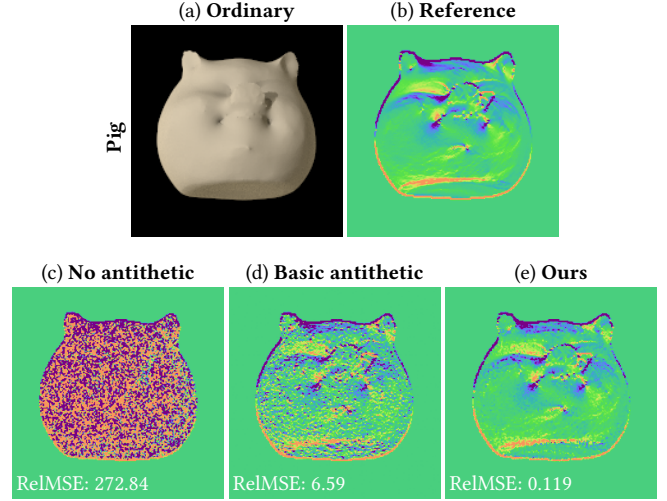 (a) Ordinary
(b) Reference
Pig
(c) No antithetic
(d) Basic antithetic
(e) Ours
RelMSE: 272.84
RelMSE: 6.59
RelMSE: 0.119